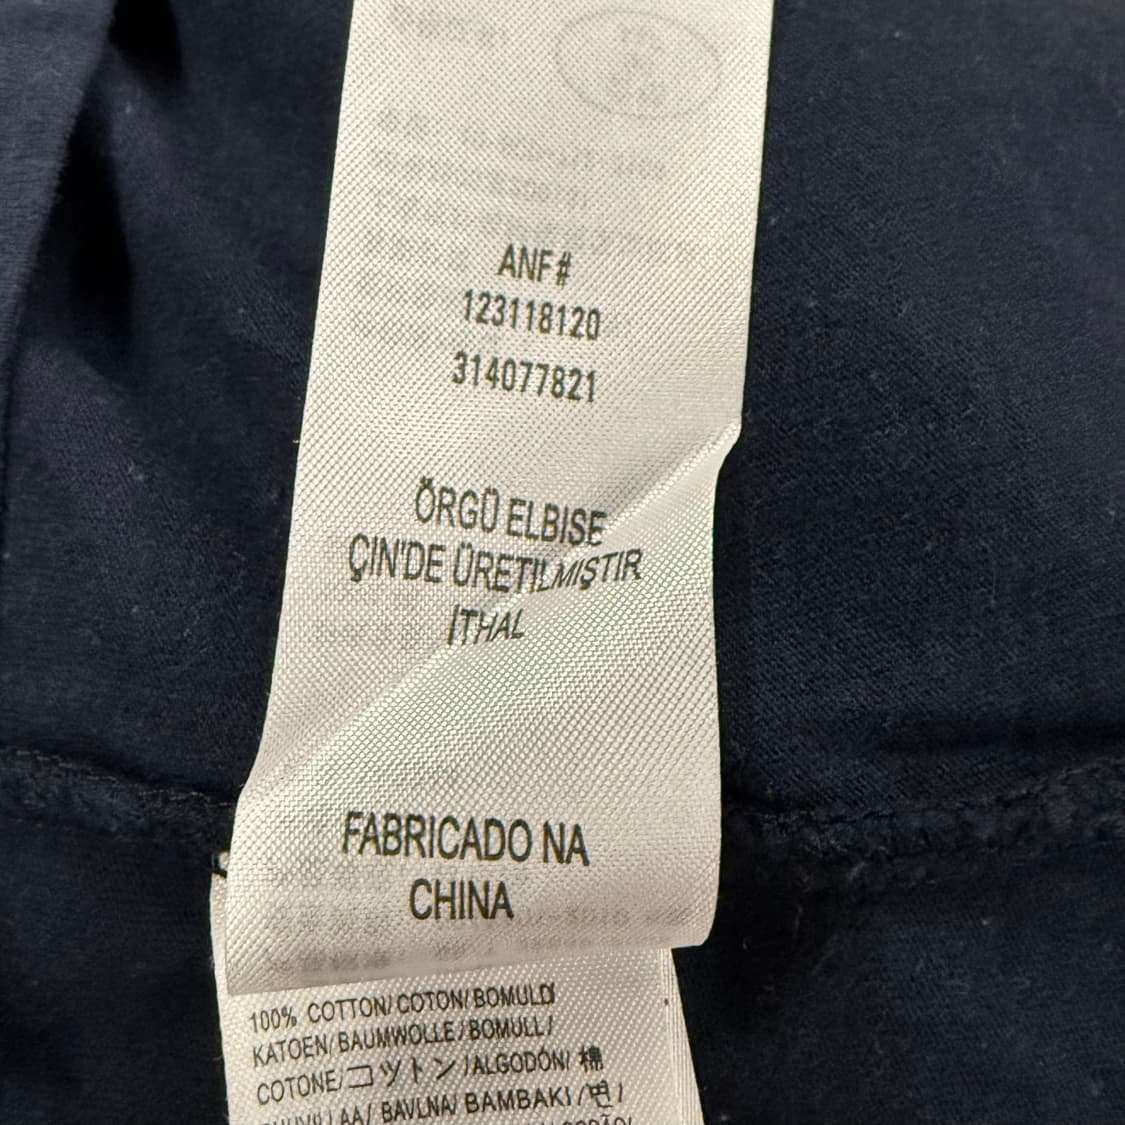 ANF#
123118120
314077821
ÖRGÜ ELBISE
ÇIN'DE ÜRETILMIŞTIR
İTHAL
FABRICADO NA
CHINA
100% COTTON/ COTON/ BOMULD/
KATOEN/ BAUMWOLLE/ BOMULL/
COTONE/コットン/ALGODÓN/ 棉
BAVLNA/ BAMBAKI /면/